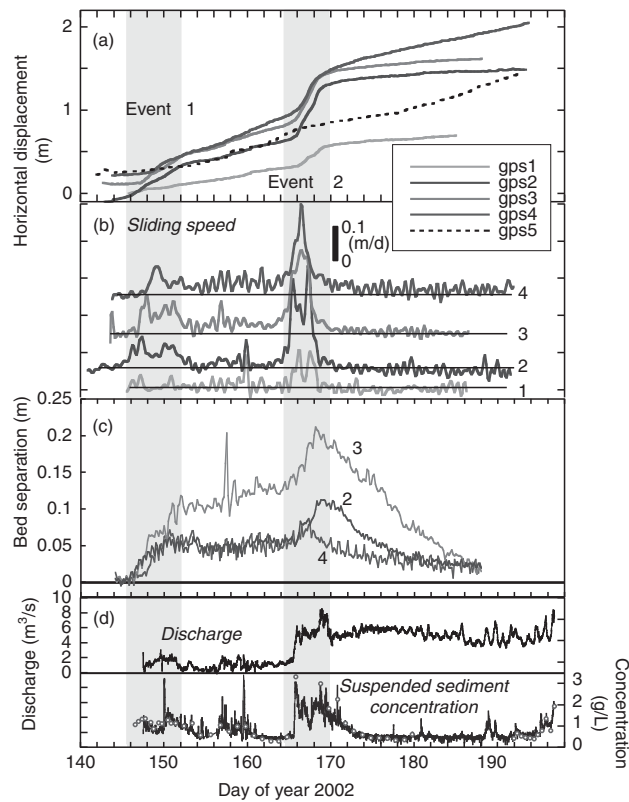 2
(a)
Event 1
1
Horizontal displacement
(m)
0
Event 2
gps1
gps2
gps3
gps4
gps5
(b) Sliding speed
0.1
(m/d)
0
4
3
2
1
0.25
(c)
0.2
3
0.15
2
0.1
Bed separation (m)
0.05
4
0
10
(d)
8
6
Discharge
4
2
0
Discharge (m3/s)
Suspended sediment
concentration
3
2
1
0
Concentration
(g/L)
140 150 160 170 180 190
Day of year 2002